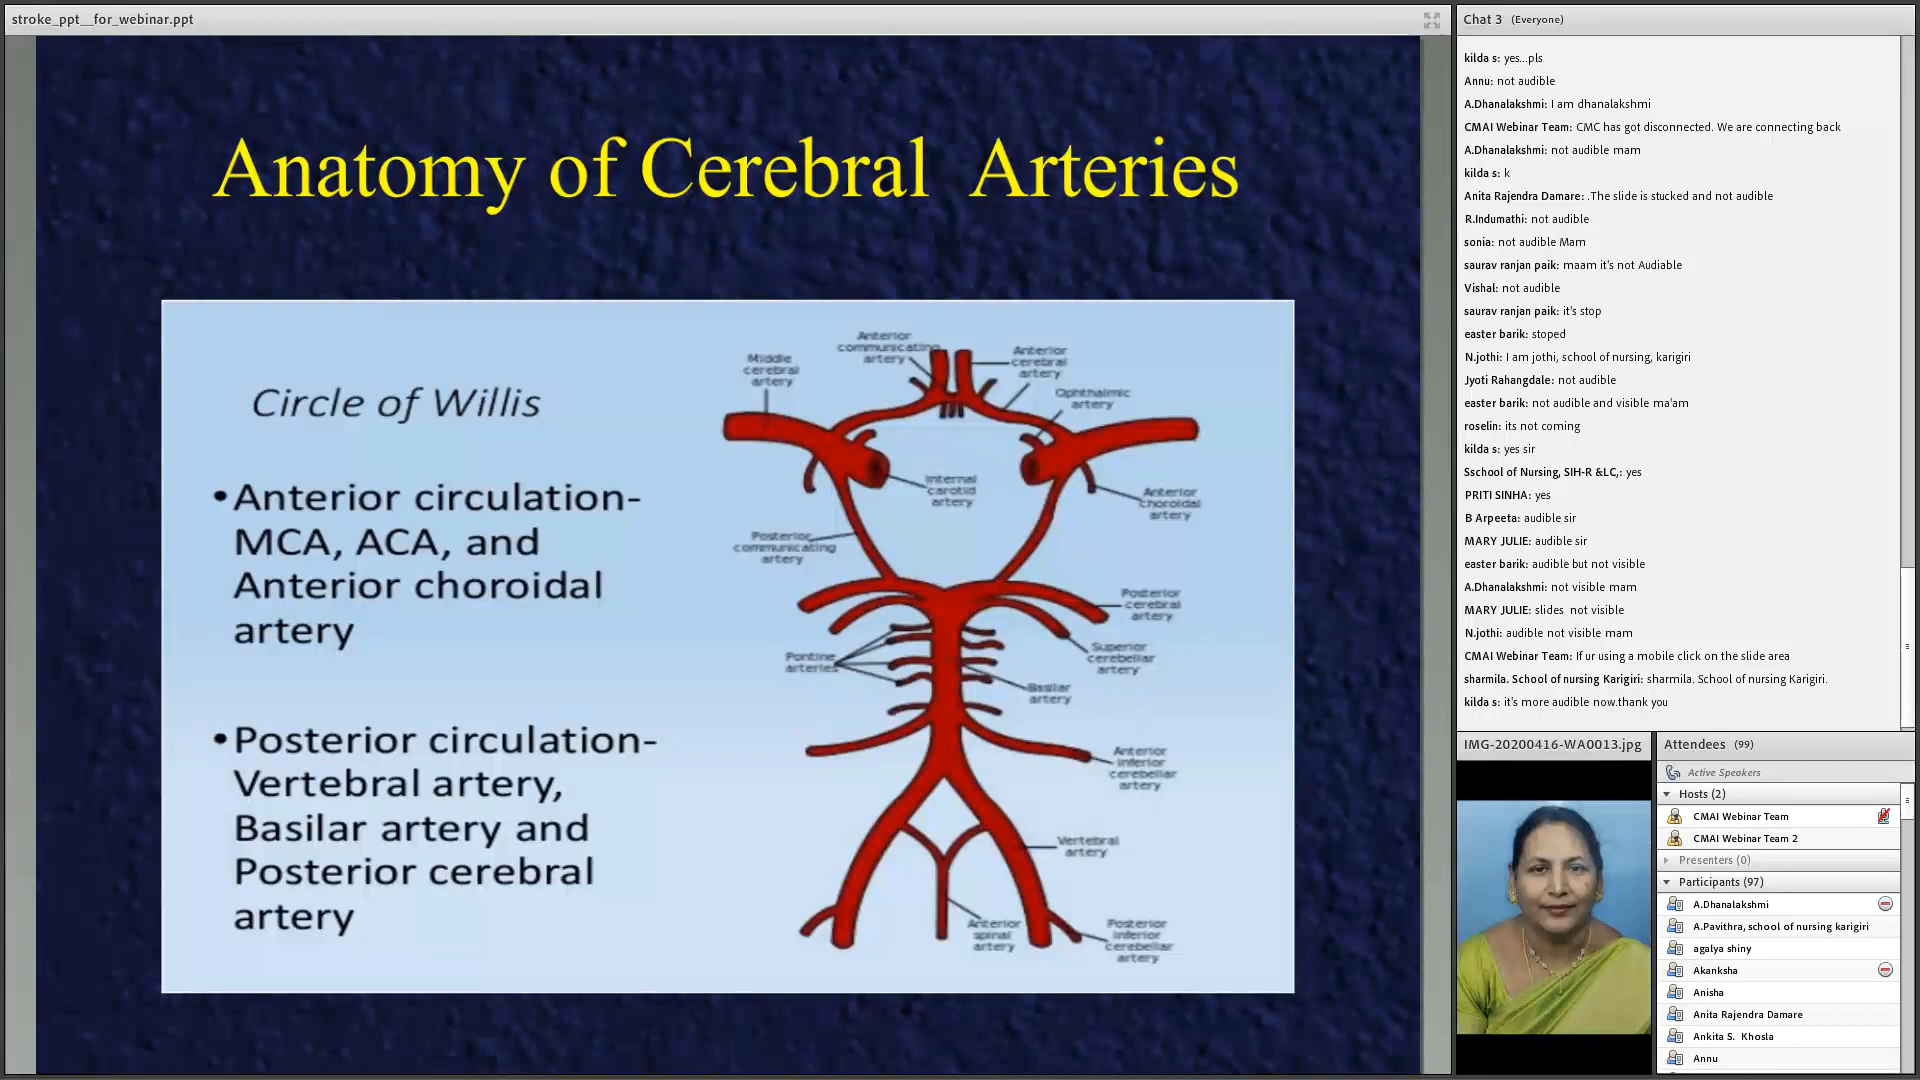 stroke_ppt__for_webinar.ppt
Anatomy of Cerebral  Arteries
Circle of Willis
•Anterior circulation-
MCA, ACA, and
Anterior choroidal
artery
•Posterior circulation-
Vertebral artery,
Basilar artery and
Posterior cerebral
artery
Anterior
communicating
artery
Middle
cerebral
artery
Anterior
cerebral
artery
Ophthalmic
artery
Internal
carotid
artery
Anterior
choroidal
artery
Posterior
communicating
artery
Posterior
cerebral
artery
Superior
cerebellar
artery
Pontine
arteries
Basilar
artery
Anterior
inferior
cerebellar
artery
Vertebral
artery
Anterior
spinal
artery
Posterior
inferior
cerebellar
artery
Chat 3 (Everyone)
kilda s: yes...pls
Annu: not audible
A.Dhanalakshmi: I am dhanalakshmi
CMAI Webinar Team: CMC has got disconnected. We are connecting back
A.Dhanalakshmi: not audible mam
kilda s: k
Anita Rajendra Damare: .The slide is stucked and not audible
R.Indumathi: not audible
sonia: not audible Mam
saurav ranjan paik: maam it's not Audiable
Vishal: not audible
saurav ranjan paik: it's stop
easter barik: stoped
N.jothi: I am jothi, school of nursing, karigiri
Jyoti Rahangdale: not audible
easter barik: not audible and visible ma'am
roselin: its not coming
kilda s: yes sir
Sschool of Nursing, SIH-R &LC,: yes
PRITI SINHA: yes
B Arpeeta: audible sir
MARY JULIE: audible sir
easter barik: audible but not visible
A.Dhanalakshmi: not visible mam
MARY JULIE: slides  not visible
N.jothi: audible not visible mam
CMAI Webinar Team: If ur using a mobile click on the slide area
sharmila. School of nursing Karigiri: sharmila. School of nursing Karigiri.
kilda s: it's more audible now.thank you
IMG-20200416-WA0013.jpg
Attendees (99)
Active Speakers
Hosts (2)
CMAI Webinar Team
CMAI Webinar Team 2
Presenters (0)
Participants (97)
A.Dhanalakshmi
A.Pavithra, school of nursing karigiri
agalya shiny
Akanksha
Anisha
Anita Rajendra Damare
Ankita S.  Khosla
Annu